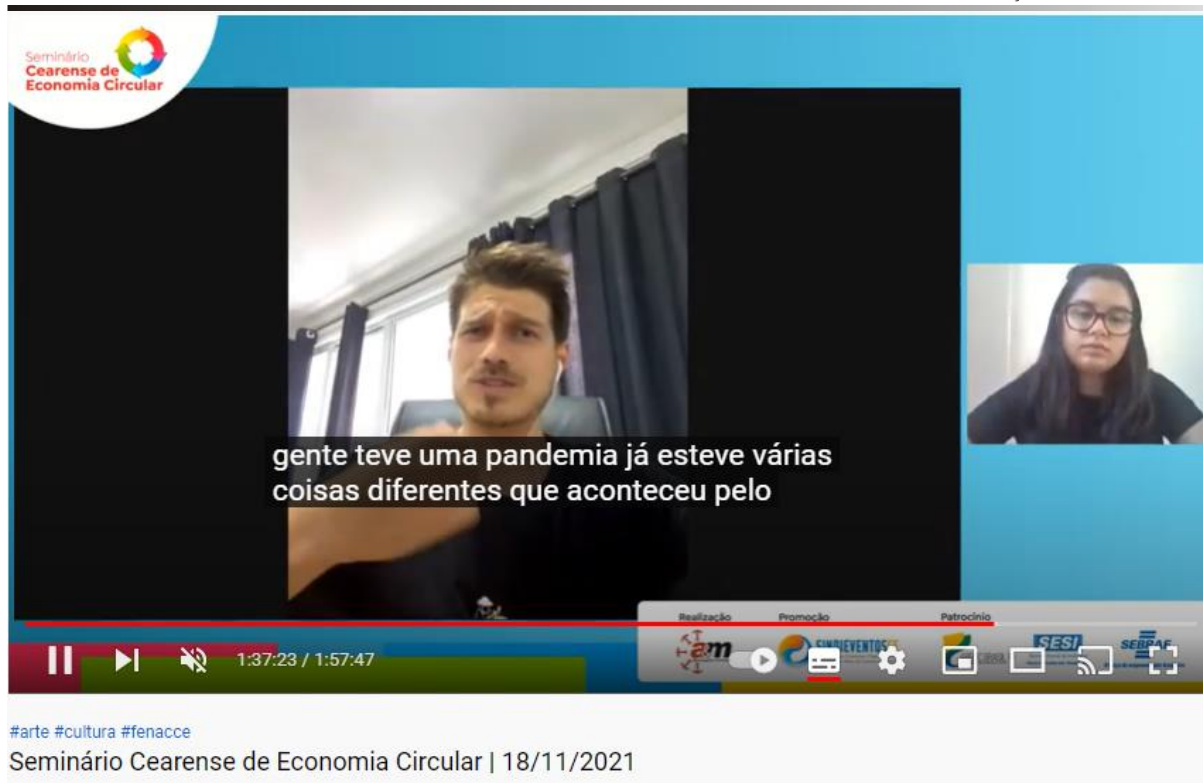 Seminário
Cearense de
Economia Circular
gente teve uma pandemia já esteve várias
coisas diferentes que aconteceu pelo
Realização Promoção Patrocínio
SESI
1:37:23 / 1:57:47
#arte #cultura #fenacce
Seminário Cearense de Economia Circular | 18/11/2021